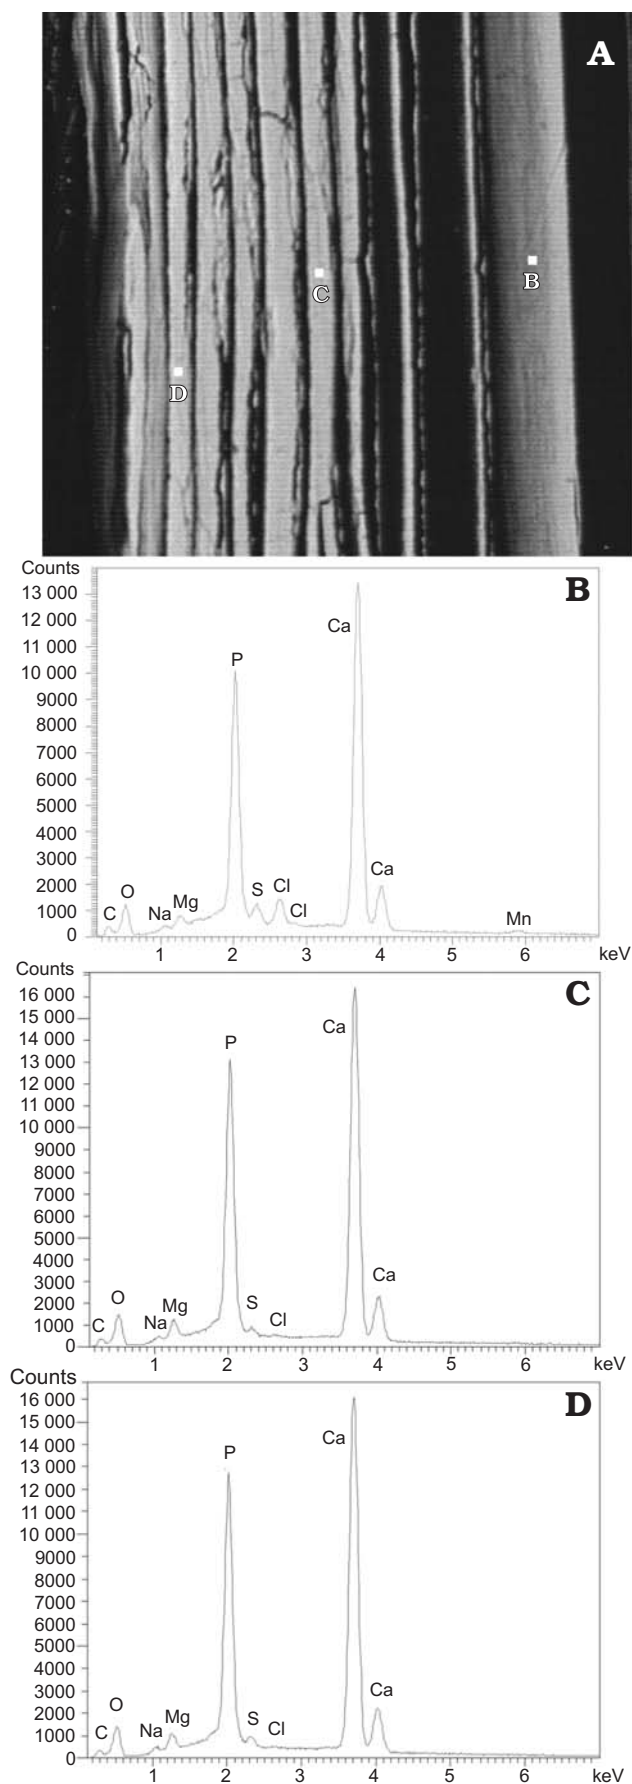 A
B
C
D
Counts
B
13 000
12 000
11 000
10 000
9000
8000
7000
6000
5000
4000
3000
2000
1000
0
Ca
P
C
O
Na
Mg
S
Cl
Cl
Ca
Mn
1 2 3 4 5 6 keV
Counts
C
16 000
15 000
14 000
13 000
12 000
11 000
10 000
9000
8000
7000
6000
5000
4000
3000
2000
1000
0
Ca
P
C
O
Na
Mg
S
Cl
Ca
1 2 3 4 5 6 keV
Counts
D
16 000
15 000
14 000
13 000
12 000
11 000
10 000
9000
8000
7000
6000
5000
4000
3000
2000
1000
0
Ca
P
C
O
Na
Mg
S
Cl
Ca
1 2 3 4 5 6 keV